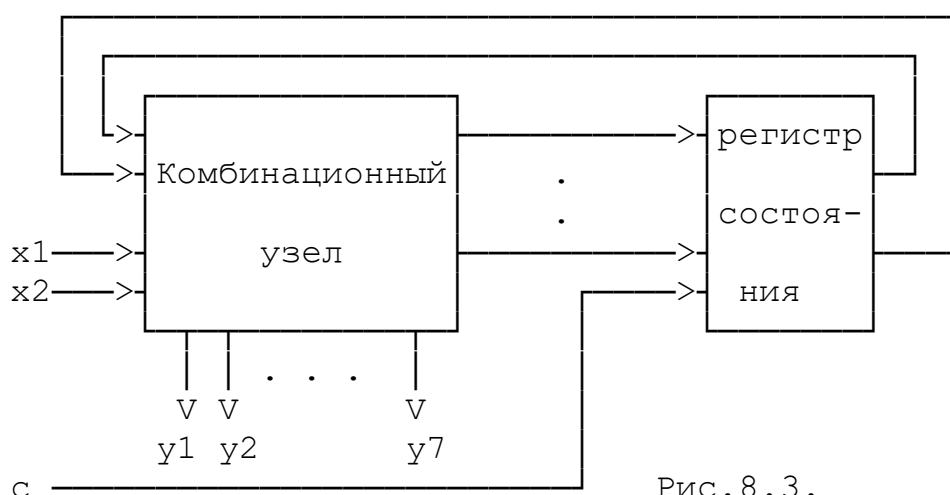 регистр
Комбинационный
состоя-
x1 узел
x2 ния
. . .
y1 y2 y7
c Рис.8.3.